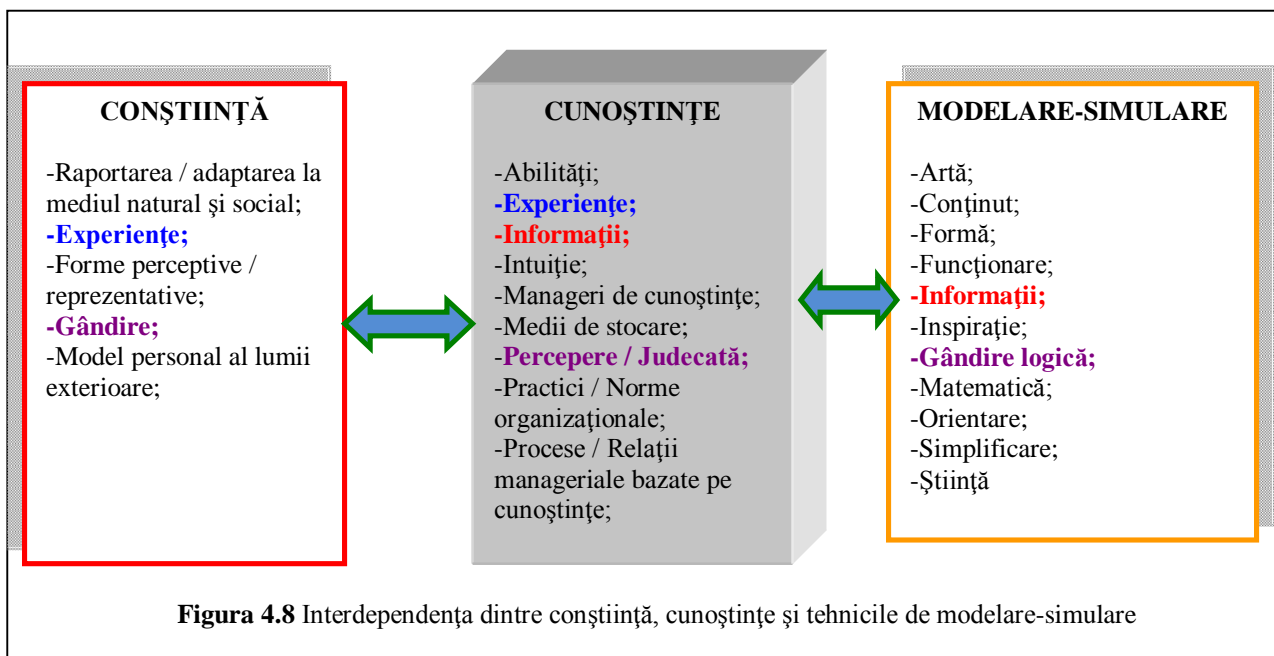 CONŞTIINŢĂ
-Raportarea / adaptarea la
mediul natural şi social;
-Experienţe;
-Forme perceptive /
reprezentative;
-Gândire;
-Model personal al lumii
exterioare;
CUNOŞTINŢE
-Abilităţi;
-Experienţe;
-Informaţii;
-Intuiţie;
-Manageri de cunoştinţe;
-Medii de stocare;
-Percepere / Judecată;
-Practici / Norme
organizaţionale;
-Procese / Relaţii
manageriale bazate pe
cunoştinţe;
MODELARE-SIMULARE
-Artă;
-Conţinut;
-Formă;
-Funcţionare;
-Informaţii;
-Inspiraţie;
-Gândire logică;
-Matematică;
-Orientare;
-Simplificare;
-Ştiinţă
Figura 4.8 Interdependenţa dintre conştiinţă, cunoştinţe şi tehnicile de modelare-simulare